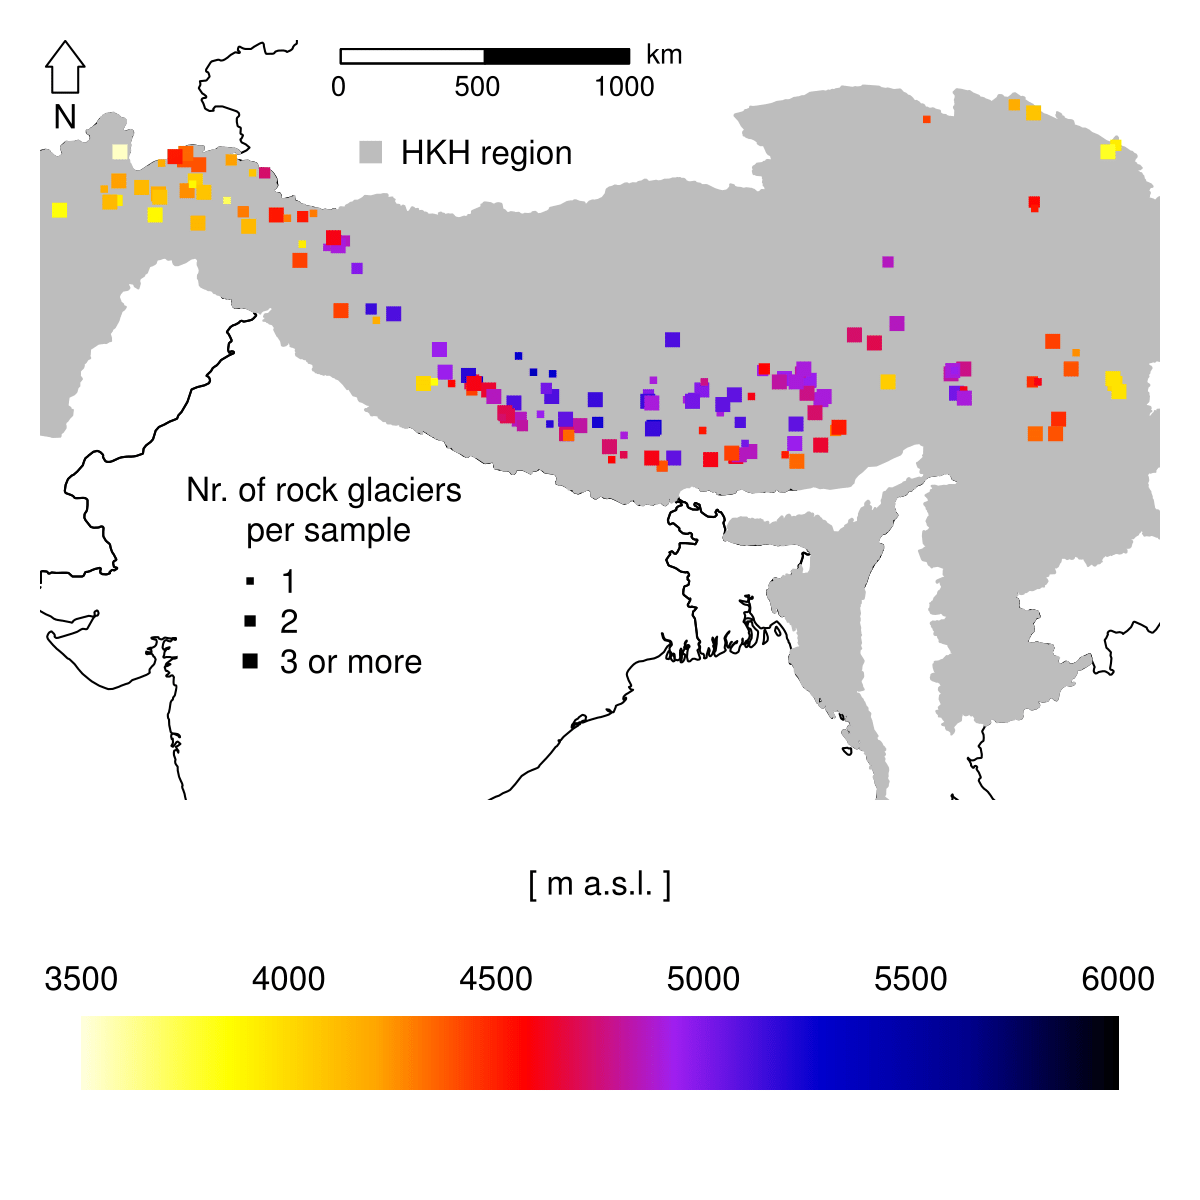 km
0 500 1000
N
HKH region
Nr. of rock glaciers
per sample
1
2
3 or more
[ m a.s.l. ]
3500 4000 4500 5000 5500 6000